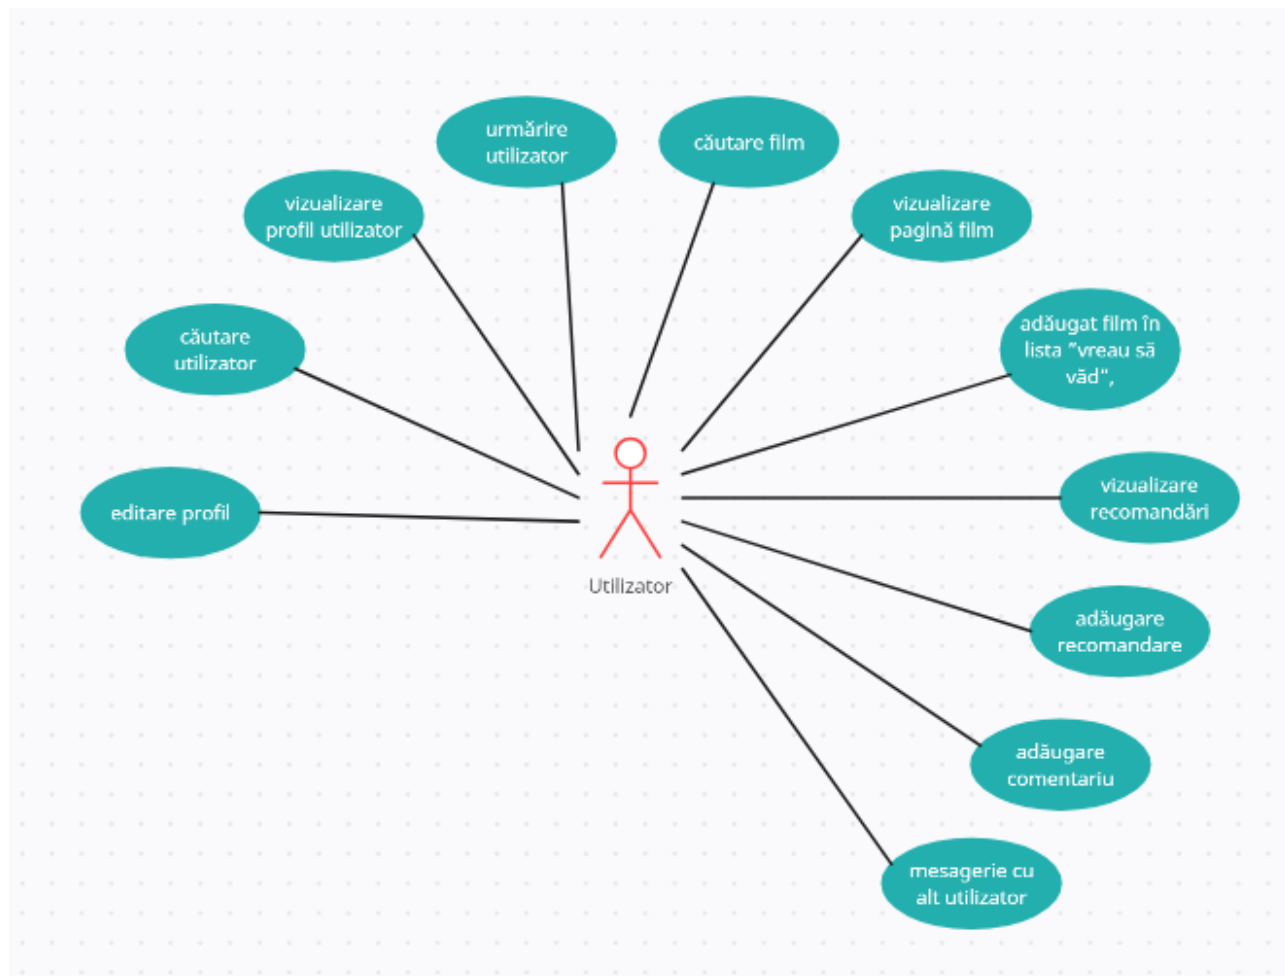 urmărire
utilizator
căutare film
vizualizare
profil utilizator
vizualizare
pagină film
căutare
utilizator
adăugat film în
lista ”vreau să
văd”,
editare profil
vizualizare
recomandări
Utilizator
adăugare
recomandare
adăugare
comentariu
mesagerie cu
alt utilizator